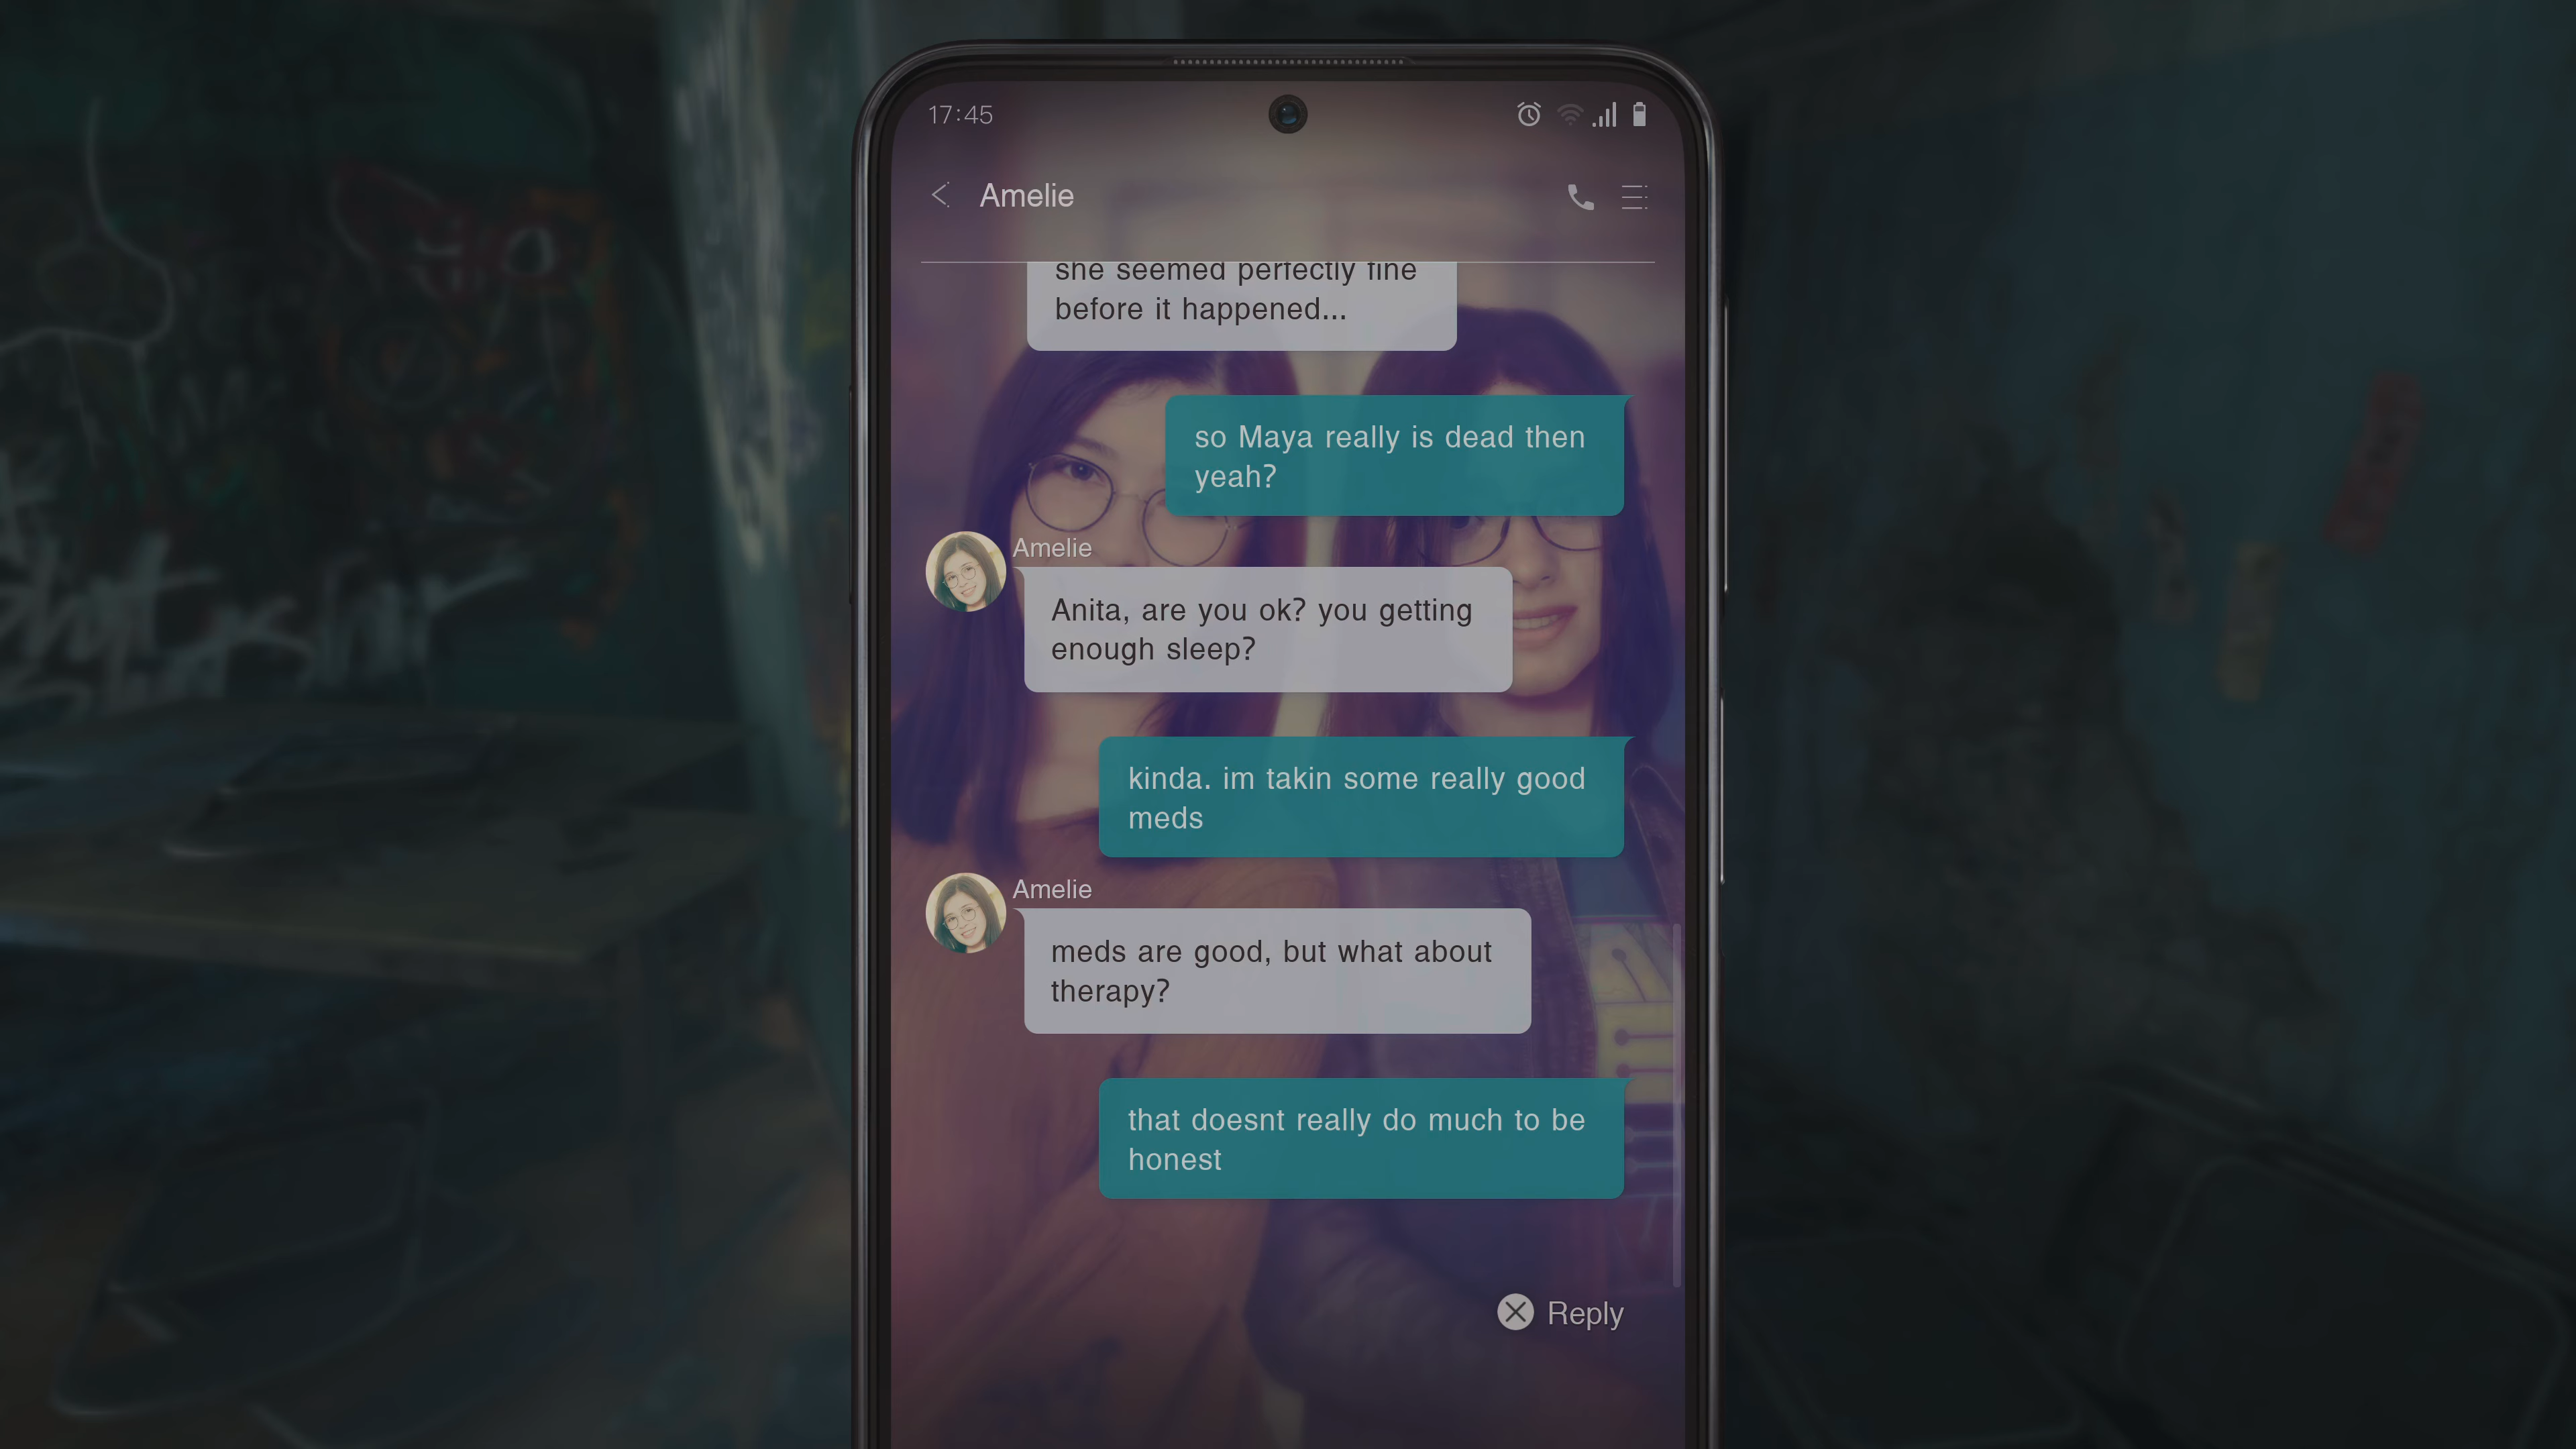 17:45
Amelie
she seemed perfectly fine
before it happened...
so Maya really is dead then
yeah?
Amelie
Anita, are you ok? you getting
enough sleep?
kinda. im takin some really good
meds
Amelie
meds are good, but what about
therapy?
that doesnt really do much to be
honest
Reply